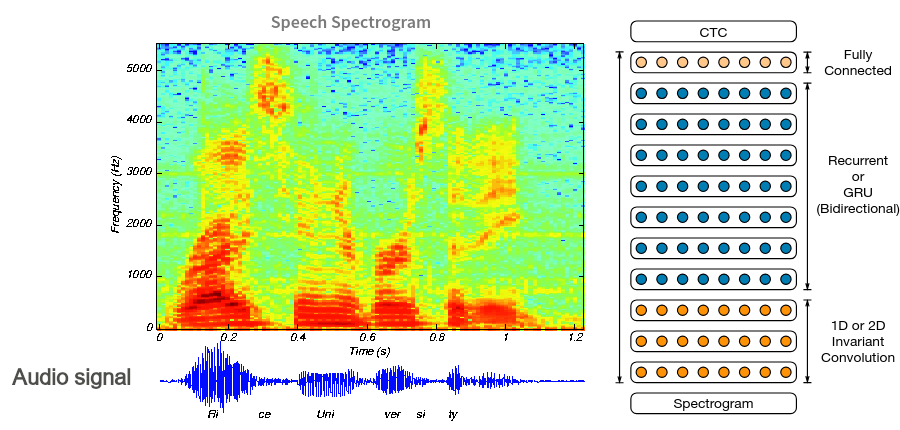 Speech Spectrogram
5000
4000
3000
2000
1000
0
Frequency (Hz)
0 0.2 0.4 0.6 0.8 1 1.2
Time (s)
Audio signal
Ri ce Uni ver si ty
CTC
Fully
Connected
Recurrent
or
GRU
(Bidirectional)
1D or 2D
Invariant
Convolution
Spectrogram